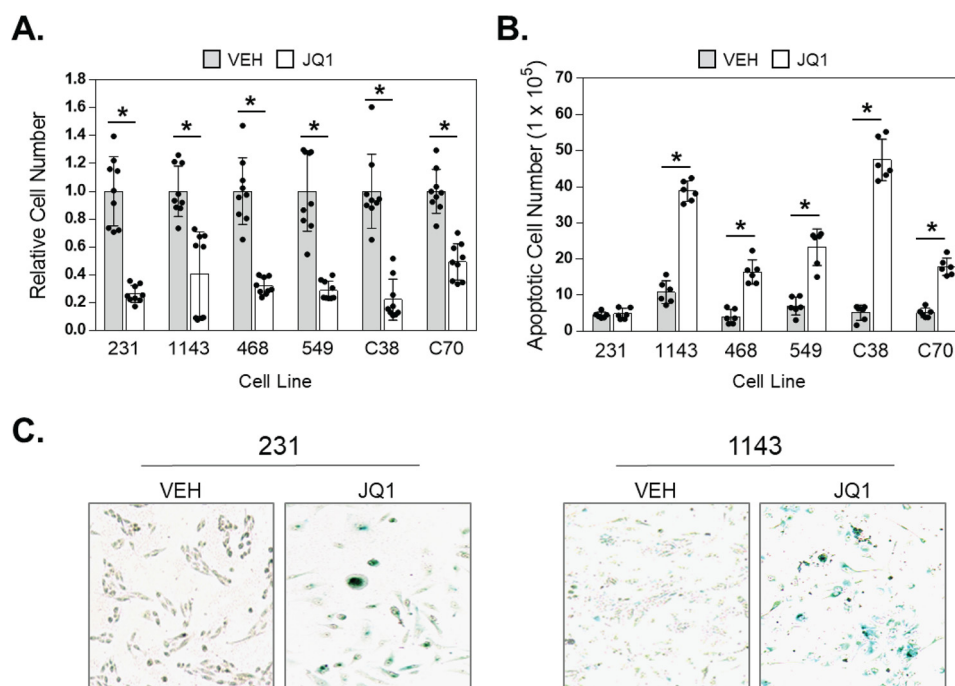 A.
VEH JQ1
Relative Cell Number
1.8
1.6
1.4
1.2
1.0
0.8
0.6
0.4
0.2
0.0
* * * * * *
231 1143 468 549 C38 C70
Cell Line
B.
VEH JQ1
Apoptotic Cell Number (1 x 10⁵)
70
60
50
40
30
20
10
0
* * * * *
231 1143 468 549 C38 C70
Cell Line
C.
231 1143
VEH JQ1 VEH JQ1